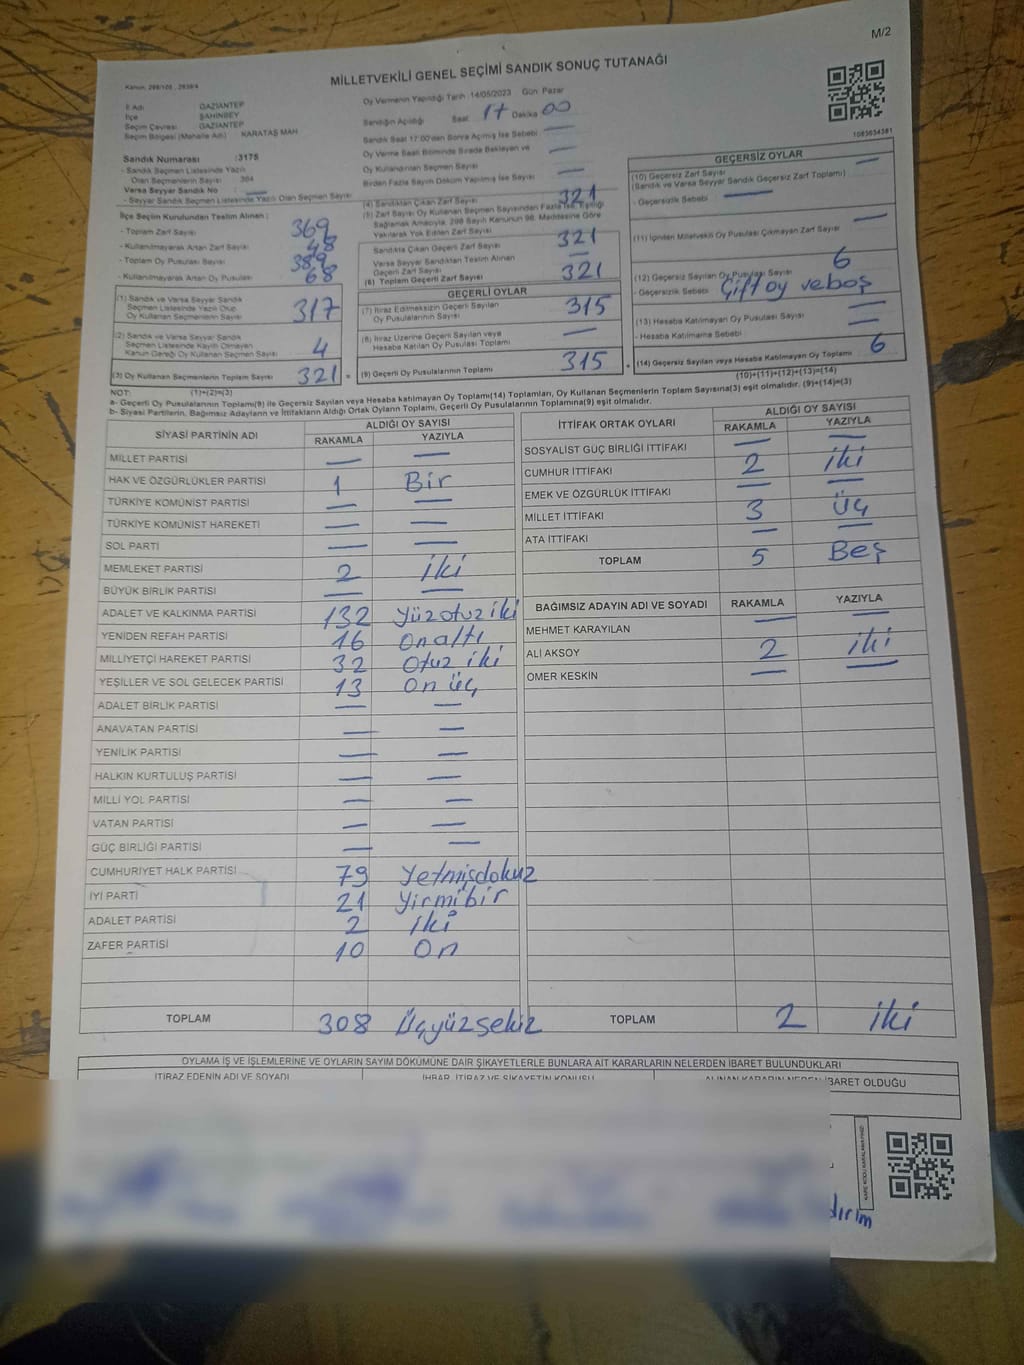 M/2
MİLLETVEKİLİ GENEL SEÇİMİ SANDIK SONUÇ TUTANAĞI
İl Adı GAZİANTEP
İlçe ŞAHİNBEY
Seçim Çevresi GAZİANTEP
Seçim Bölgesi (Mahalle Adı) KARATAŞ MAH
Oy Vermenin Yapıldığı Tarih :14/05/2023 Gün Pazar
Sandığın Açıldığı Saat 17 Dakika 00
Sandık Saat 17:00'den Sonra Açılmış İse Sebebi —
Oy Verme Saati Bitiminde Sırada Bekleyen ve
Oy Kullandırılan Seçmen Sayısı —
Birden Fazla Sayım Döküm Yapılmış İse Sayısı —
Sandık Numarası :3175
- Sandık Seçmen Listesinde Yazılı
Olan Seçmenlerin Sayısı
Varsa Seyyar Sandık No —
- Seyyar Sandık Seçmen Listesinde Yazılı Olan Seçmen Sayısı
İlçe Seçim Kurulundan Teslim Alınan ;
- Toplam Zarf Sayısı 369
- Kullanılmayarak Artan Zarf Sayısı 48
- Toplam Oy Pusulası Sayısı 389
- Kullanılmayarak Artan Oy Pusulası 68
(1) Sandık ve Varsa Seyyar Sandık
Seçmen Listesinde Yazılı Olup
Oy Kullanan Seçmenlerin Sayısı 317
(2) Sandık ve Varsa Seyyar Sandık
Seçmen Listesinde Kayıtlı Olmayan
Kanun Gereği Oy Kullanan Seçmen Sayısı 4
(3) Oy Kullanan Seçmenlerin Toplam Sayısı 321
(1)+(2)=(3)
(4) Sandıktan Çıkan Zarf Sayısı 321
(5) Zarf Sayısı Oy Kullanan Seçmen Sayısından Fazla İse, Eşitliği
Sağlamak Amacıyla, 298 Sayılı Kanunun 98. Maddesine Göre
Yakılarak Yok Edilen Zarf Sayısı
Sandıkta Çıkan Geçerli Zarf Sayısı 321
Varsa Seyyar Sandıktan Teslim Alınan
Geçerli Zarf Sayısı —
(6) Toplam Geçerli Zarf Sayısı 321
GEÇERLİ OYLAR
(7) İtiraz Edilmeksizin Geçerli Sayılan
Oy Pusulalarının Sayısı 315
(8) İtiraz Üzerine Geçerli Sayılan veya
Hesaba Katılan Oy Pusulası Toplamı —
(9) Geçerli Oy Pusulalarının Toplamı 315
1083634381
GEÇERSİZ OYLAR
(10) Geçersiz Zarf Sayısı —
(Sandık ve Varsa Seyyar Sandık Geçersiz Zarf Toplamı)
- Geçersizlik Sebebi : —
(11) İçinden Milletvekili Oy Pusulası Çıkmayan Zarf Sayısı —
(12) Geçersiz Sayılan Oy Pusulası Sayısı 6
- Geçersizlik Sebebi Çift oy ve boş
(13) Hesaba Katılmayan Oy Pusulası Sayısı —
- Hesaba Katılmama Sebebi —
(14) Geçersiz Sayılan veya Hesaba Katılmayan Oy Toplamı 6
(10)+(11)+(12)+(13)=(14)
NOT:
a- Geçerli Oy Pusulalarının Toplamı(9) ile Geçersiz Sayılan veya Hesaba katılmayan Oy Toplamı(14) Toplamları, Oy Kullanan Seçmenlerin Toplam Sayısına(3) eşit olmalıdır. (9)+(14)=(3)
b- Siyasi Partilerin, Bağımsız Adayların ve İttifakların Aldığı Ortak Oyların Toplamı, Geçerli Oy Pusulalarının Toplamına(9) eşit olmalıdır.
SİYASİ PARTİNİN ADI ALDIĞI OY SAYISI
RAKAMLA YAZIYLA
MİLLET PARTİSİ — —
HAK VE ÖZGÜRLÜKLER PARTİSİ 1 Bir
TÜRKİYE KOMÜNİST PARTİSİ — —
TÜRKİYE KOMÜNİST HAREKETİ — —
SOL PARTİ — —
MEMLEKET PARTİSİ 2 iki
BÜYÜK BİRLİK PARTİSİ — —
ADALET VE KALKINMA PARTİSİ 132 Yüzotuziki
YENİDEN REFAH PARTİSİ 16 onaltı
MİLLİYETÇİ HAREKET PARTİSİ 32 Otuz iki
YEŞİLLER VE SOL GELECEK PARTİSİ 13 on üç
ADALET BİRLİK PARTİSİ — —
ANAVATAN PARTİSİ — —
YENİLİK PARTİSİ — —
HALKIN KURTULUŞ PARTİSİ — —
MİLLİ YOL PARTİSİ — —
VATAN PARTİSİ — —
GÜÇ BİRLİĞİ PARTİSİ — —
CUMHURİYET HALK PARTİSİ 79 Yetmişdokuz
İYİ PARTİ 21 Yirmibir
ADALET PARTİSİ 2 iki
ZAFER PARTİSİ 10 On
TOPLAM 308 Üçyüzsekiz
İTTİFAK ORTAK OYLARI ALDIĞI OY SAYISI
RAKAMLA YAZIYLA
SOSYALİST GÜÇ BİRLİĞİ İTTİFAKI — —
CUMHUR İTTİFAKI 2 iki
EMEK VE ÖZGÜRLÜK İTTİFAKI — —
MİLLET İTTİFAKI 3 Üç
ATA İTTİFAKI — —
TOPLAM 5 Beş
BAĞIMSIZ ADAYIN ADI VE SOYADI RAKAMLA YAZIYLA
MEHMET KARAYILAN — —
ALİ AKSOY 2 iki
ÖMER KESKİN — —
TOPLAM 2 iki
OYLAMA İŞ VE İŞLEMLERİNE VE OYLARIN SAYIM DÖKÜMÜNE DAİR ŞİKAYETLERLE BUNLARA AİT KARARLARIN NELERDEN İBARET BULUNDUKLARI
İTİRAZ EDENİN ADI VE SOYADI İHBAR, İTİRAZ VE ŞİKAYETİN KONUSU ALINAN KARARIN NEDEN İBARET OLDUĞU
dırım